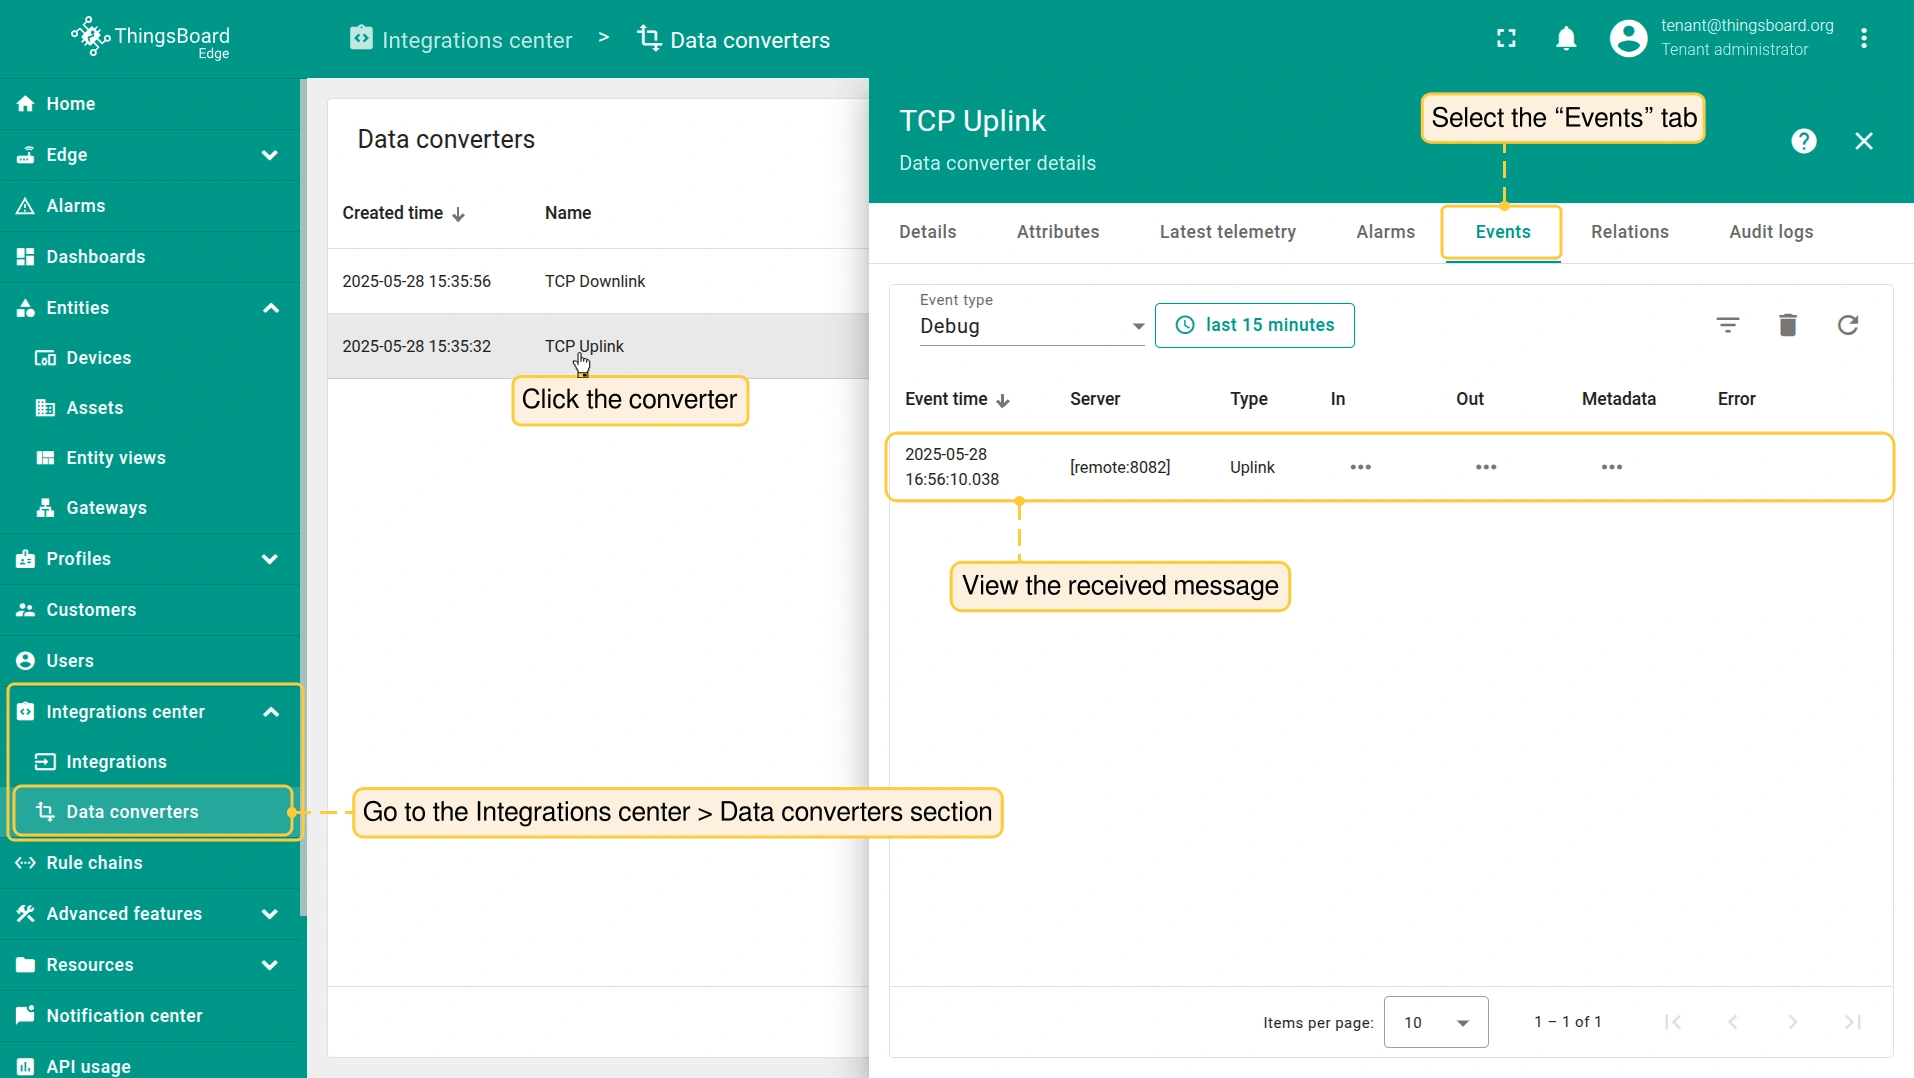 ThingsBoard
Edge
Integrations center > Data converters
tenant@thingsboard.org
Tenant administrator
Home
Edge
Alarms
Dashboards
Entities
Devices
Assets
Entity views
Gateways
Profiles
Customers
Users
Integrations center
Integrations
Data converters
Rule chains
Advanced features
Resources
Notification center
API usage
Data converters
Created time Name
2025-05-28 15:35:56 TCP Downlink
2025-05-28 15:35:32 TCP Uplink
Click the converter
Go to the Integrations center > Data converters section
TCP Uplink
Data converter details
Select the “Events” tab
Details Attributes Latest telemetry Alarms Events Relations Audit logs
Event type
Debug
last 15 minutes
Event time Server Type In Out Metadata Error
2025-05-28
16:56:10.038
[remote:8082] Uplink ••• ••• •••
View the received message
Items per page: 10 1 – 1 of 1